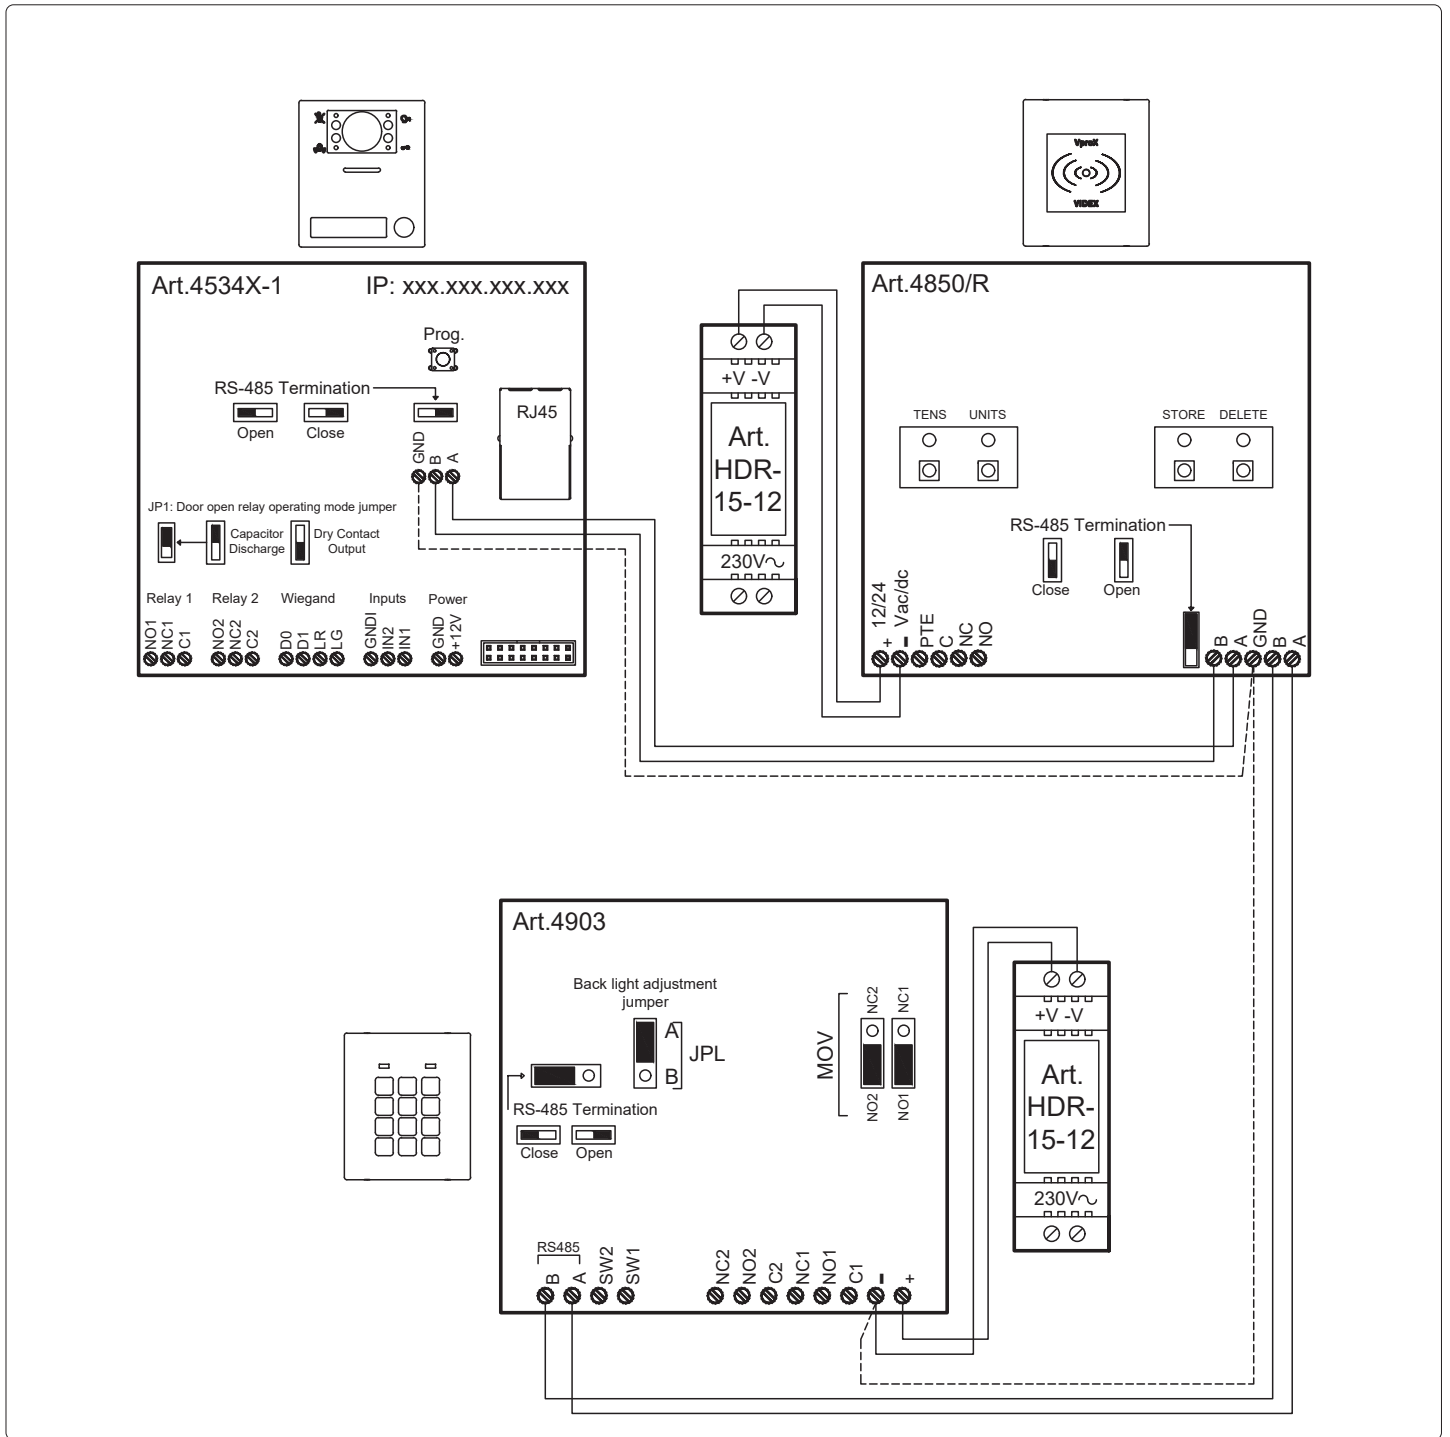 VproX
VIDEX
Art.4534X-1
IP: xxx.xxx.xxx.xxx
Prog.
RS-485 Termination
Open
Close
RJ45
GND
B
A
JP1: Door open relay operating mode jumper
Capacitor
Discharge
Dry Contact
Output
Relay 1
Relay 2
Wiegand
Inputs
Power
NO1
NC1
C1
NO2
NC2
C2
D0
D1
LR
LG
GNDI
IN2
IN1
GND
+12V
+V -V
Art.
HDR-
15-12
230V~
Art.4850/R
TENS
UNITS
STORE
DELETE
RS-485 Termination
Close
Open
12/24
Vac/dc
+
-
PTE
C
NC
NO
B
A
GND
B
A
Art.4903
Back light adjustment
jumper
A
B
JPL
RS-485 Termination
Close
Open
MOV
NC2
NC1
NO2
NO1
RS485
B
A
SW2
SW1
NC2
NO2
C2
NC1
NO1
C1
-
+
+V -V
Art.
HDR-
15-12
230V~